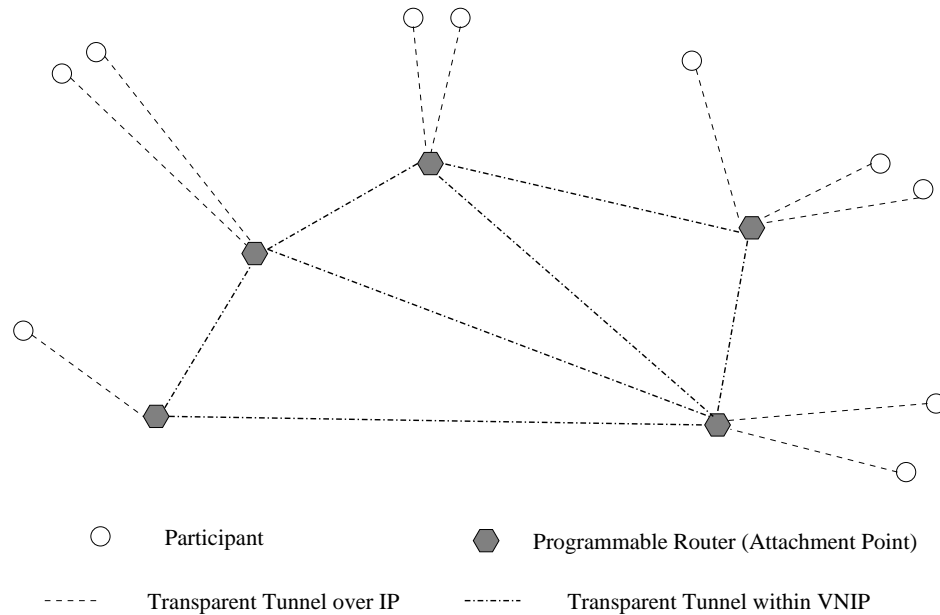 Participant
Programmable Router (Attachment Point)
Transparent Tunnel over IP
Transparent Tunnel within VNIP